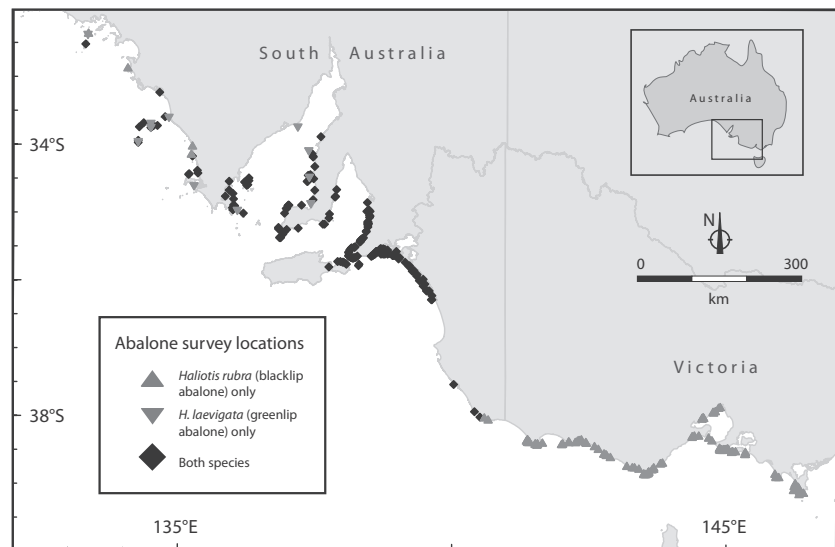 South Australia
Australia
34°S
N
0 300
km
Abalone survey locations
Haliotis rubra (blacklip
abalone) only
H. laevigata (greenlip
abalone) only
Both species
Victoria
38°S
135°E 145°E